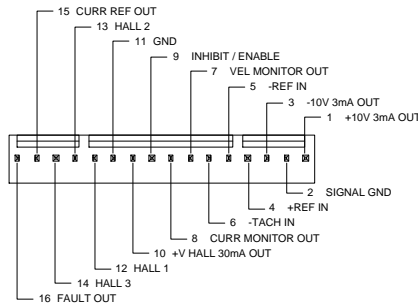 15 CURR REF OUT
13 HALL 2
11 GND
9 INHIBIT / ENABLE
7 VEL MONITOR OUT
5 -REF IN
3 -10V 3mA OUT
1 +10V 3mA OUT
2 SIGNAL GND
4 +REF IN
6 -TACH IN
8 CURR MONITOR OUT
10 +V HALL 30mA OUT
12 HALL 1
14 HALL 3
16 FAULT OUT